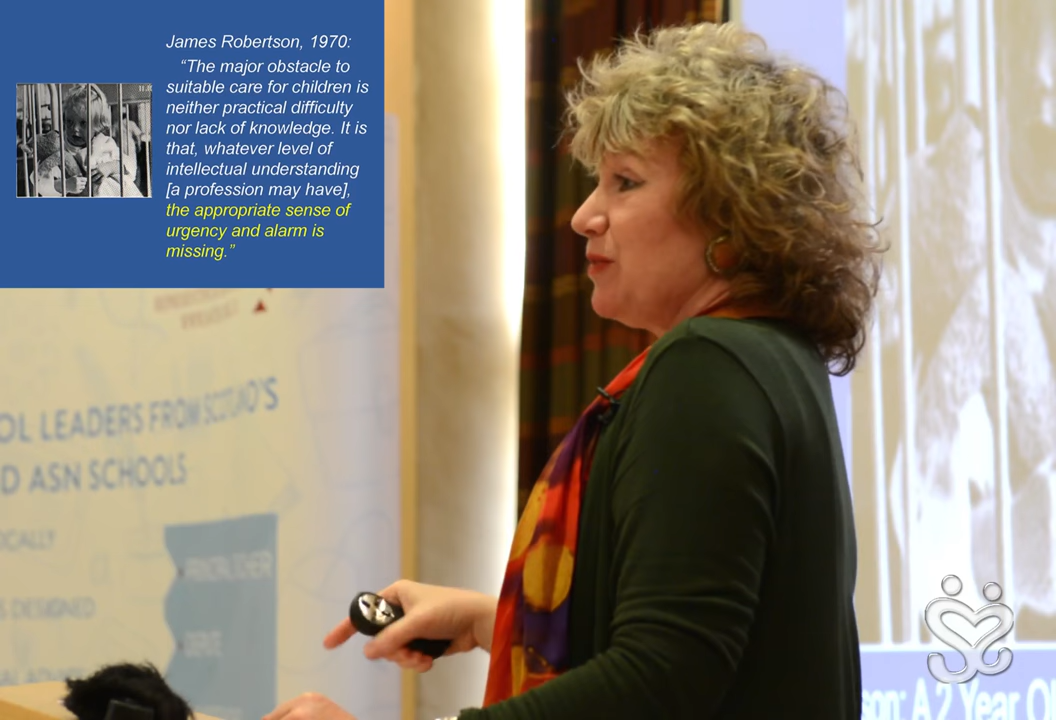 James Robertson, 1970:
“The major obstacle to
suitable care for children is
neither practical difficulty
nor lack of knowledge. It is
that, whatever level of
intellectual understanding
[a profession may have],
the appropriate sense of
urgency and alarm is
missing.”
OL LEADERS FROM SCOTLAND'S
D ASN SCHOOLS
OCALLY
S DESIGNED
son: A 2 Year O